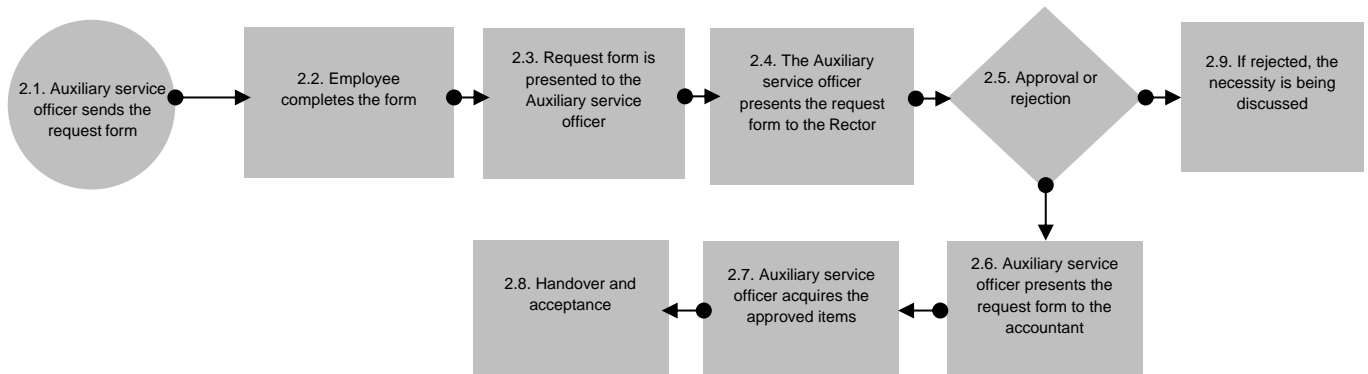 2.1. Auxiliary service
officer sends the
request form
2.2. Employee
completes the form
2.3. Request form is
presented to the
Auxiliary service
officer
2.4. The Auxiliary
service officer
presents the request
form to the Rector
2.5. Approval or
rejection
2.9. If rejected, the
necessity is being
discussed
2.8. Handover and
acceptance
2.7. Auxiliary service
officer acquires the
approved items
2.6. Auxiliary service
officer presents the
request form to the
accountant